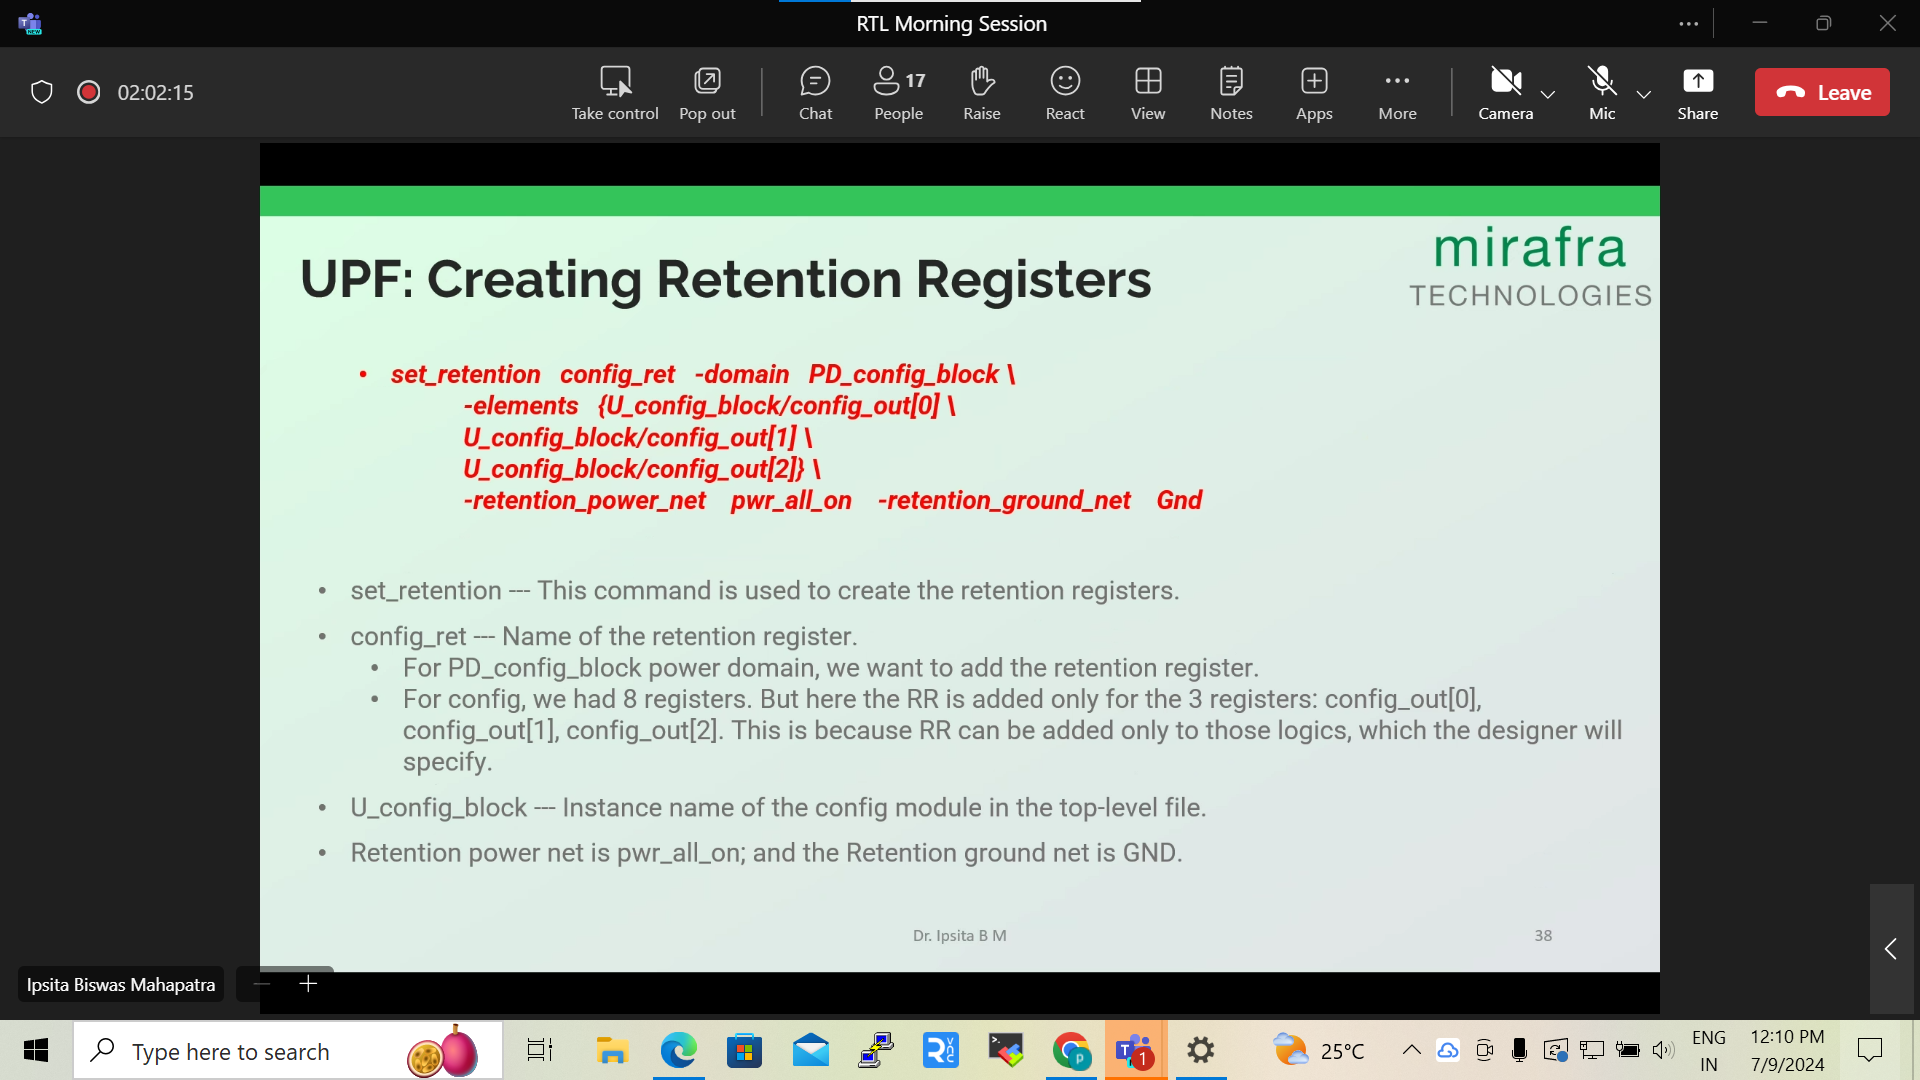 RTL Morning Session
02:02:15
Take control
Pop out
Chat
17
People
Raise
React
View
Notes
Apps
More
Camera
Mic
Share
Leave
mirafra
TECHNOLOGIES
UPF: Creating Retention Registers
• set_retention config_ret -domain PD_config_block \
-elements {U_config_block/config_out[0] \
U_config_block/config_out[1] \
U_config_block/config_out[2]} \
-retention_power_net pwr_all_on -retention_ground_net Gnd
• set_retention --- This command is used to create the retention registers.
• config_ret --- Name of the retention register.
• For PD_config_block power domain, we want to add the retention register.
• For config, we had 8 registers. But here the RR is added only for the 3 registers: config_out[0],
config_out[1], config_out[2]. This is because RR can be added only to those logics, which the designer will
specify.
• U_config_block --- Instance name of the config module in the top-level file.
• Retention power net is pwr_all_on; and the Retention ground net is GND.
Dr. Ipsita B M
38
Ipsita Biswas Mahapatra
Type here to search
25°C
ENG
IN
12:10 PM
7/9/2024